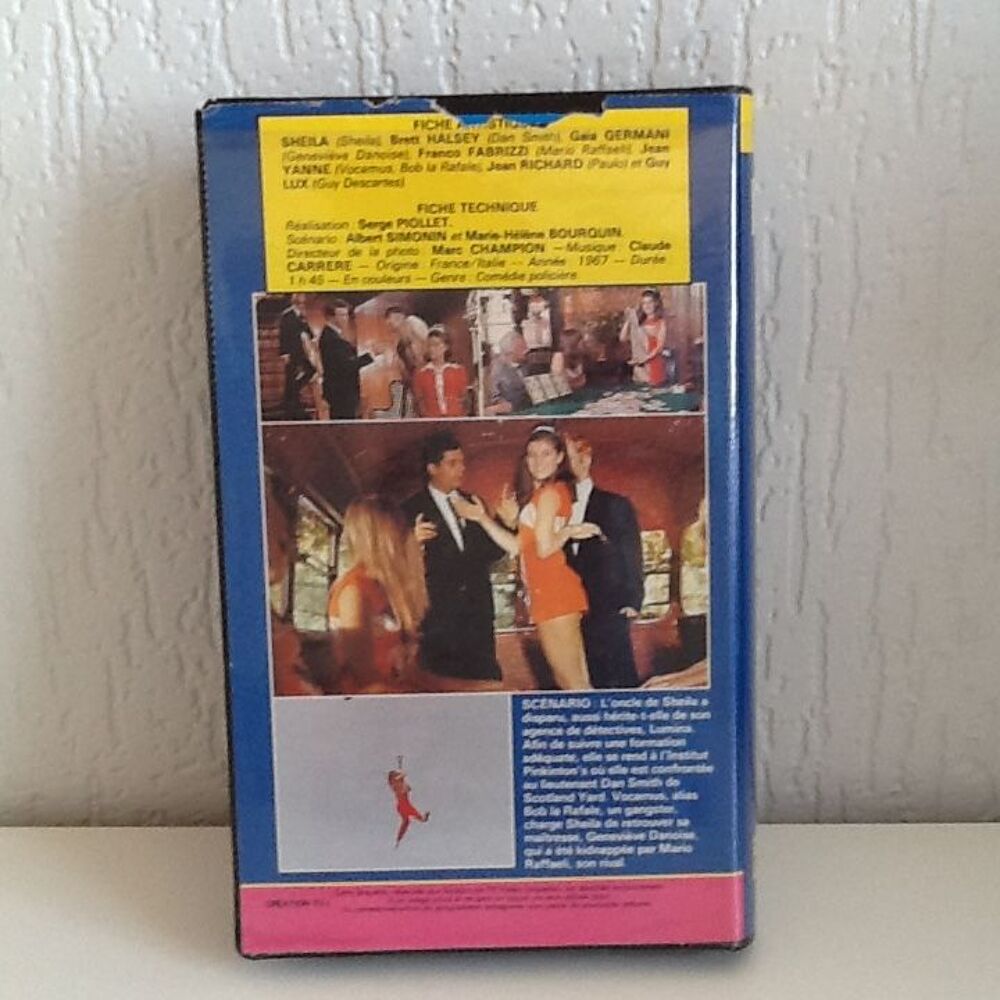 FICHE ARTISTIQUE
SHEILA (Sheila), Brett HALSEY (Dan Smith), Gaia GERMANI
(Geneviève Danoise), Franco FABRIZZI (Mario Raffaeli), Jean
YANNE (Vocamus, Bob la Rafale), Jean RICHARD (Paulo) et Guy
LUX (Guy Descartes)
FICHE TECHNIQUE
Réalisation : Serge PIOLLET.
Scénario : Albert SIMONIN et Marie-Hélène BOURQUIN.
Directeur de la photo : Marc CHAMPION — Musique : Claude
CARRERE — Origine : France/Italie — Année : 1967 — Durée :
1 h 45 — En couleurs — Genre : Comédie policière
SCENARIO : L'oncle de Sheila a
disparu, aussi hérite-t-elle de son
agence de détectives, Lumina.
Afin de suivre une formation
adéquate, elle se rend à l'Institut
Pinkinton's où elle est confrontée
au lieutenant Dan Smith de
Scotland Yard. Vocamus, alias
Bob la Rafale, un gangster,
charge Sheila de retrouver sa
maîtresse, Geneviève Danoise,
qui a été kidnappée par Mario
Raffaeli, son rival.